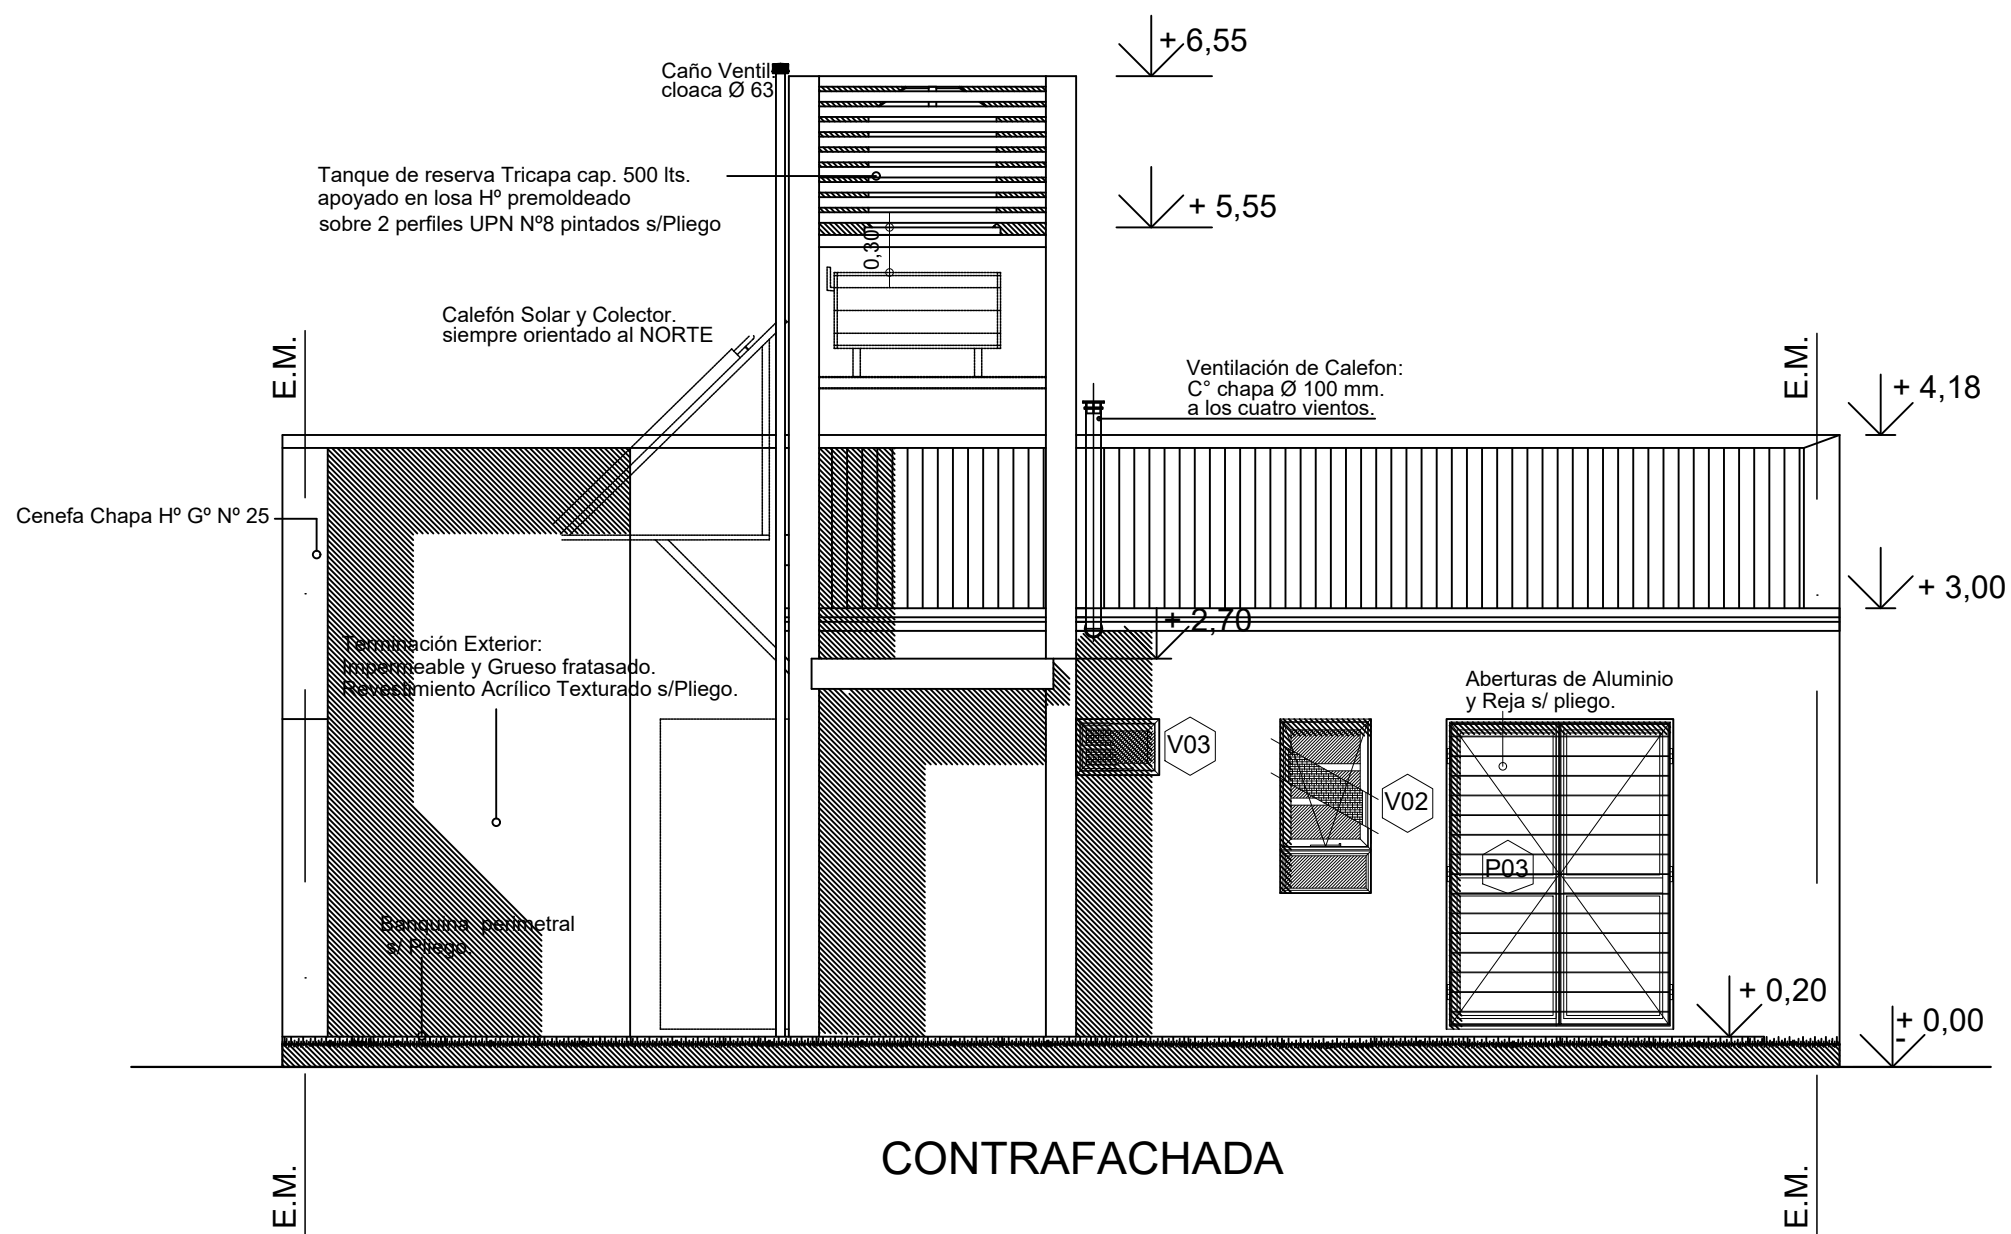 + 6,55
Caño Ventil.
cloaca Ø 63
Tanque de reserva Tricapa cap. 500 lts.
apoyado en losa Hº premoldeado
sobre 2 perfiles UPN Nº8 pintados s/Pliego
+ 5,55
0,30
Calefón Solar y Colector.
siempre orientado al NORTE
E.M.
E.M.
Ventilación de Calefon:
C° chapa Ø 100 mm.
a los cuatro vientos.
+ 4,18
Cenefa Chapa Hº Gº Nº 25
+ 3,00
+ 2,70
Terminación Exterior:
Impermeable y Grueso fratasado.
Revestimiento Acrílico Texturado s/Pliego.
Aberturas de Aluminio
y Reja s/ pliego.
V03
V02
P03
Banquina perimetral
s/ Pliego.
+ 0,20
+ 0,00
-
CONTRAFACHADA
E.M.
E.M.